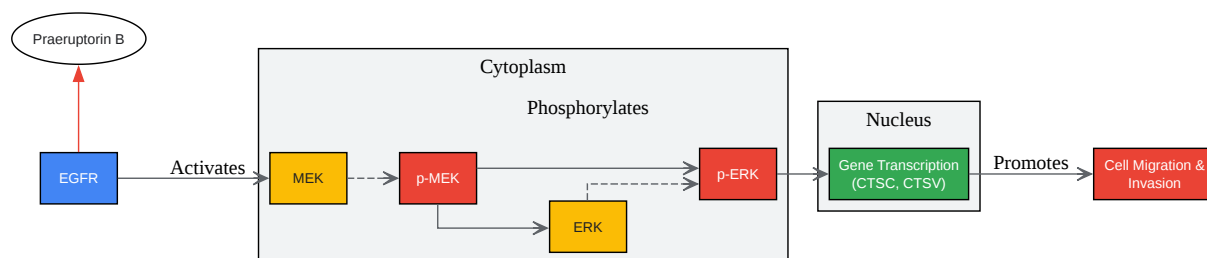 Praeruptorin B
Cytoplasm
Phosphorylates
Nucleus
EGFR
Activates
MEK
p-MEK
p-ERK
Gene Transcription
(CTSC, CTSV)
Promotes
Cell Migration &
Invasion
ERK